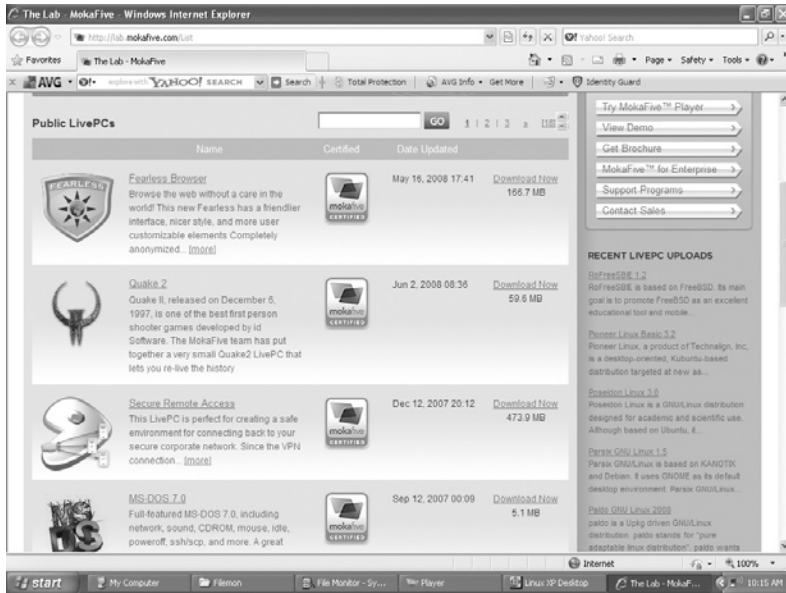 The Lab - MokaFive - Windows Internet Explorer
http://lab.mokafive.com/List
Yahoo! Search
Favorites
The Lab - MokaFive
Page
Safety
Tools
AVG
explore with YAHOO! SEARCH
Search
Total Protection
AVG Info
Get More
Identity Guard
Public LivePCs
GO
1 | 2 | 3
Name
Certified
Date Updated
FEARLESS
Fearless Browser
Browse the web without a care in the
world! This new Fearless has a friendlier
interface, nicer style, and more user
customizable elements Completely
anonymized... [more]
mokafive
CERTIFIED
May 16, 2008 17:41
Download Now
166.7 MB
Quake 2
Quake II, released on December 6,
1997, is one of the best first person
shooter games developed by id
Software. The MokaFive team has put
together a very small Quake2 LivePC that
lets you re-live the history
mokafive
CERTIFIED
Jun 2, 2008 08:36
Download Now
59.6 MB
Secure Remote Access
This LivePC is perfect for creating a safe
environment for connecting back to your
secure corporate network. Since the VPN
connection... [more]
mokafive
CERTIFIED
Dec 12, 2007 20:12
Download Now
473.9 MB
MS DOS
MS-DOS 7.0
Full-featured MS-DOS 7.0, including
network, sound, CDROM, mouse, idle,
poweroff, ssh/scp, and more. A great
mokafive
CERTIFIED
Sep 12, 2007 00:09
Download Now
5.1 MB
Try MokaFive™ Player
View Demo
Get Brochure
MokaFive™ for Enterprise
Support Programs
Contact Sales
RECENT LIVEPC UPLOADS
RoFreeSBIE 1.2
RoFreeSBIE is based on FreeBSD. Its main
goal is to promote FreeBSD as an excellent
educational tool and mobile...
Pioneer Linux Basic 3.2
Pioneer Linux, a product of Technalign, Inc,
is a desktop-oriented, Kubuntu-based
distribution targeted at new as...
Poseidon Linux 3.0
Poseidon Linux is a GNU/Linux distribution
designed for academic and scientific use.
Although based on Ubuntu, it...
Parsix GNU/Linux 1.5
Parsix GNU/Linux is based on KANOTIX
and Debian. It uses GNOME as its default
desktop environment. Parsix GNU/Linux...
Paldo GNU Linux 2008
paldo is a Upkg driven GNU/Linux
distribution. paldo stands for "pure
adaptable linux distribution". paldo wants
Internet
100%
start
My Computer
Filemon
File Monitor - Sy...
Player
Linux XP Desktop
The Lab - MokaF...
10:15 AM